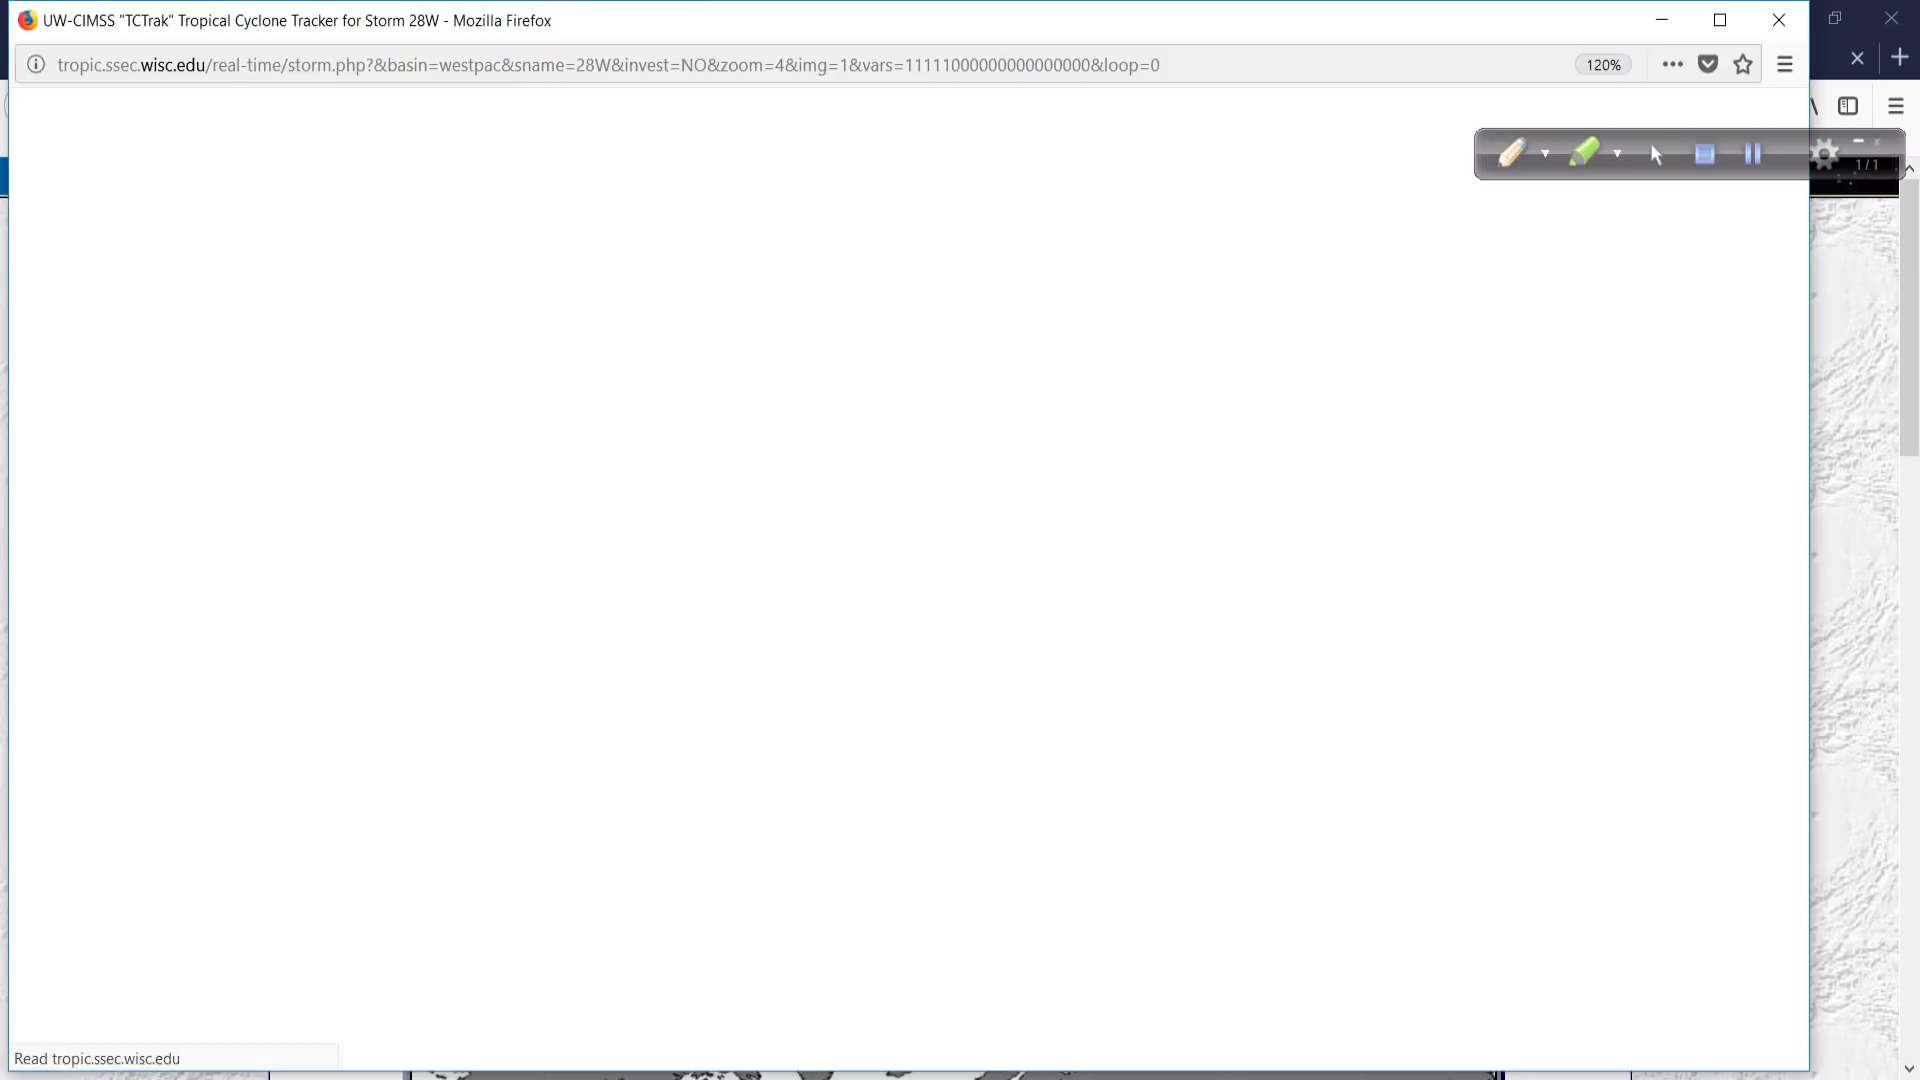 UW-CIMSS "TCTrak" Tropical Cyclone Tracker for Storm 28W - Mozilla Firefox
tropic.ssec.wisc.edu/real-time/storm.php?&basin=westpac&sname=28W&invest=NO&zoom=4&img=1&vars=11111000000000000000&loop=0
120%
1/1
Read tropic.ssec.wisc.edu